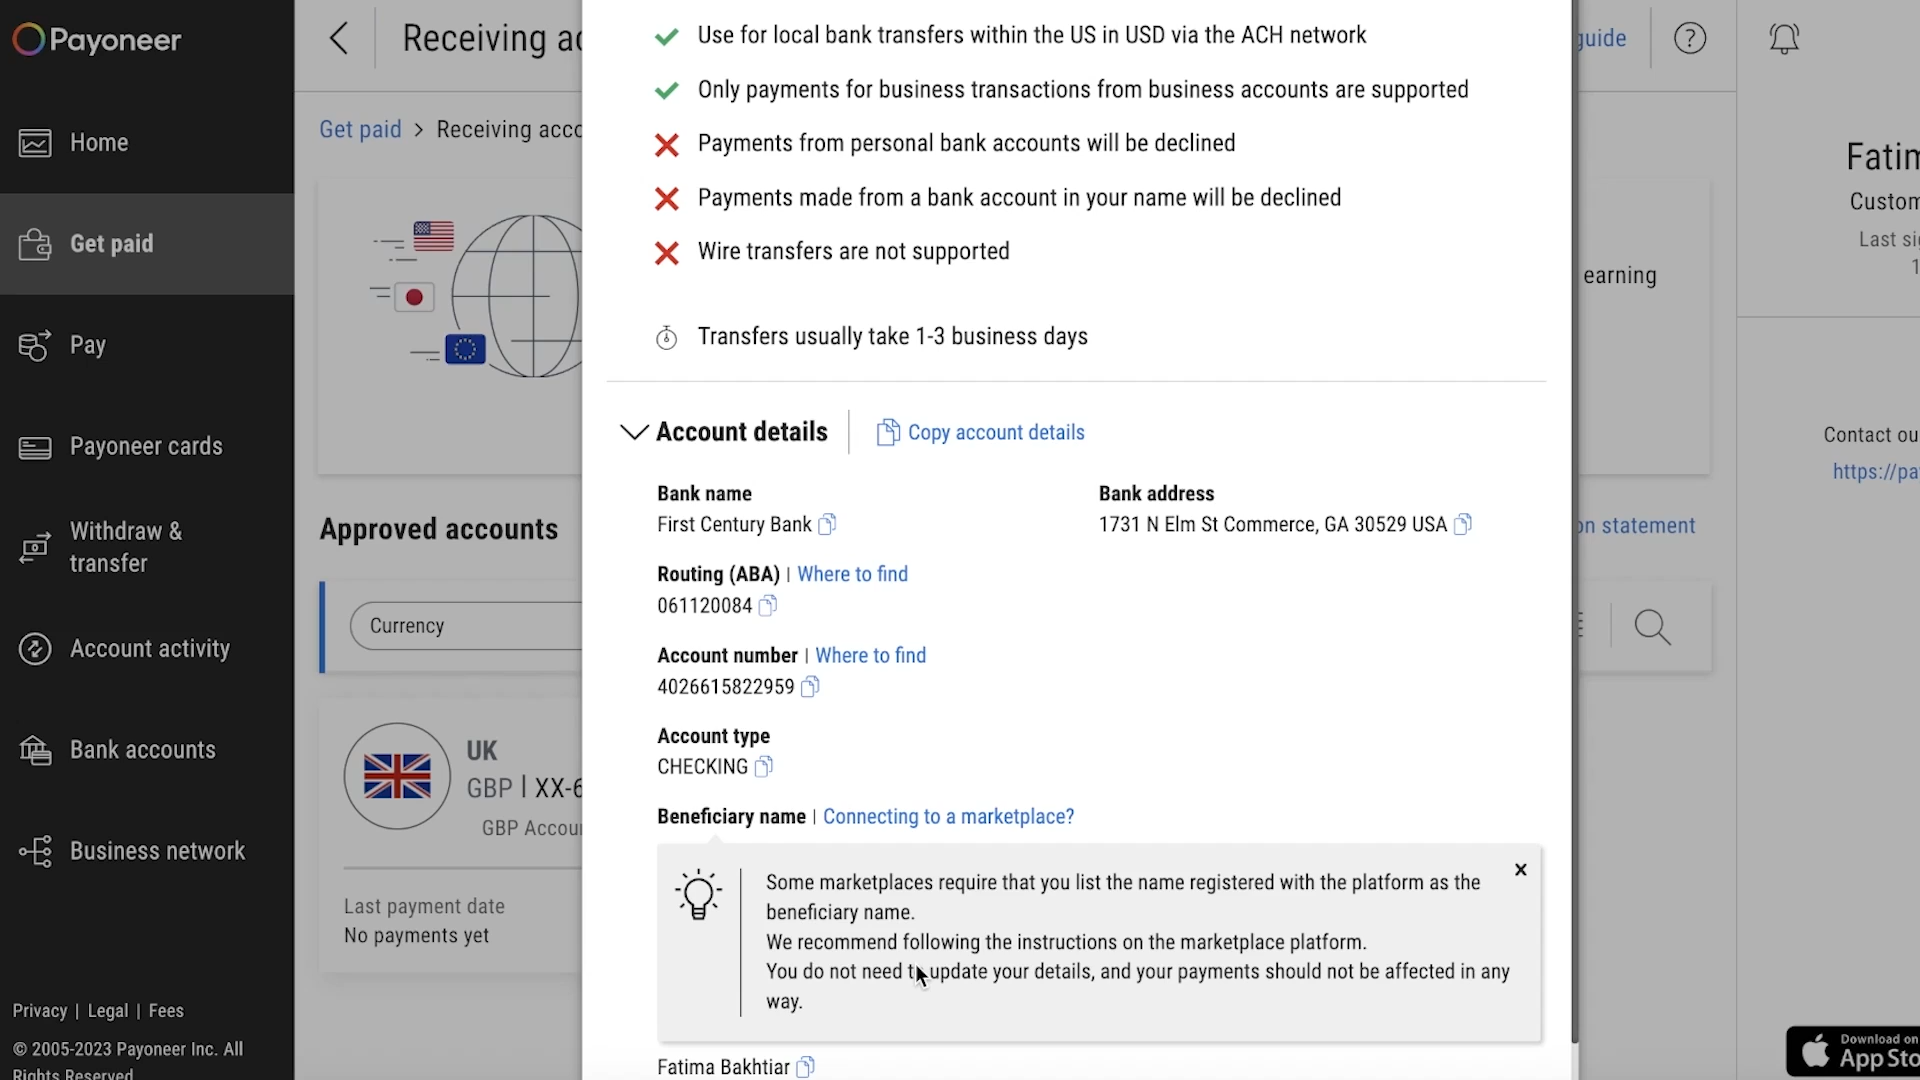 Payoneer
Home
Get paid
Pay
Payoneer cards
Withdraw &
transfer
Account activity
Bank accounts
Business network
Privacy | Legal | Fees
© 2005-2023 Payoneer Inc. All
Rights Reserved
Receiving
Get paid > Receiving
Approved accounts
Currency
UK
GBP | XX-6
GBP
Last payment date
No payments yet
Use for local bank transfers within the US in USD via the ACH network
Only payments for business transactions from business accounts are supported
Payments from personal bank accounts will be declined
Payments made from a bank account in your name will be declined
Wire transfers are not supported
Transfers usually take 1-3 business days
Account details
Copy account details
Bank name
First Century Bank
Bank address
1731 N Elm St Commerce, GA 30529 USA
Routing (ABA) | Where to find
061120084
Account number | Where to find
4026615822959
Account type
CHECKING
Beneficiary name | Connecting to a marketplace?
Some marketplaces require that you list the name registered with the platform as the
beneficiary name.
We recommend following the instructions on the marketplace platform.
You do not need to update your details, and your payments should not be affected in any
way.
x
Fatima Bakhtiar
guide
?
earning
statement
Fatim
Custom
Last
Contact
https://pa
Download on
App Sto